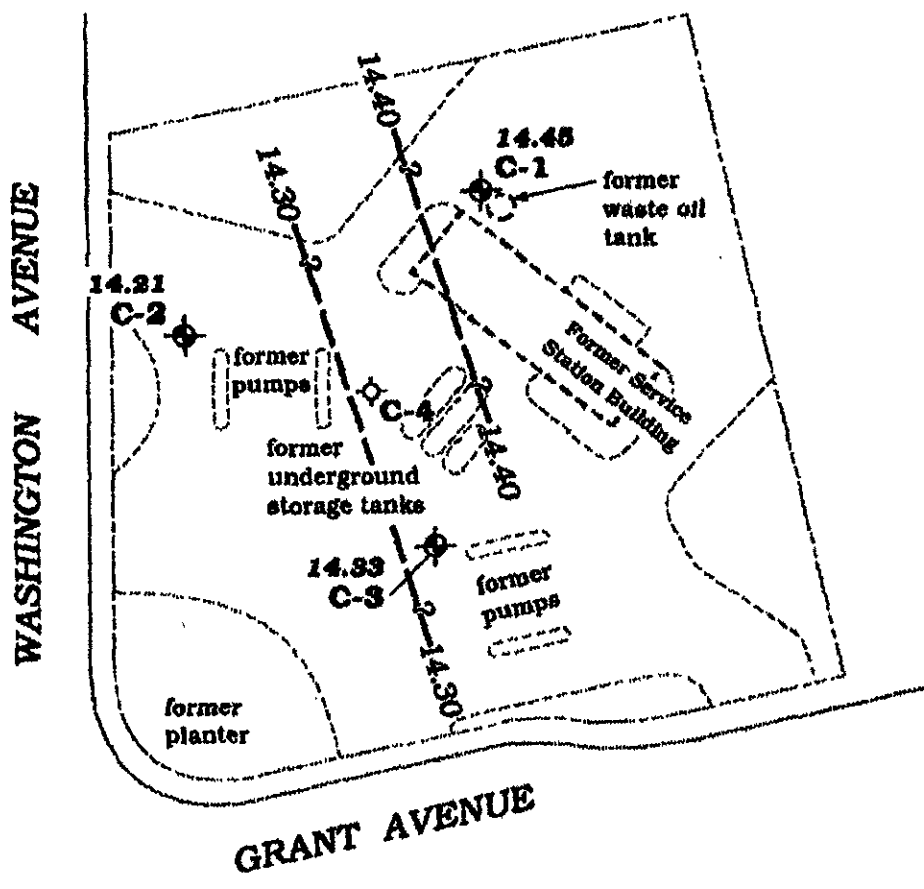 14.40
14.45
C-1
14.30
?
?
former
waste oil
tank
WASHINGTON AVENUE
14.21
C-2
former
pumps
Former Service
Station Building
C-4
?
14.40
former
underground
storage tanks
14.33
C-3
former
pumps
?
14.30
former
planter
GRANT AVENUE